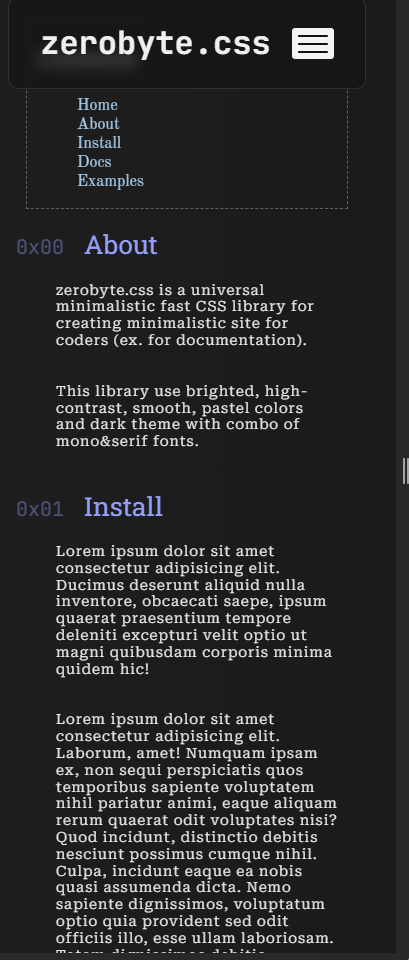 zerobyte.css
Home
About
Install
Docs
Examples
0x00 About
zerobyte.css is a universal
minimalistic fast CSS library for
creating minimalistic site for
coders (ex. for documentation).
This library use brighted, high-
contrast, smooth, pastel colors
and dark theme with combo of
mono&serif fonts.
0x01 Install
Lorem ipsum dolor sit amet
consectetur adipisicing elit.
Ducimus deserunt aliquid nulla
inventore, obcaecati saepe, ipsum
quaerat praesentium tempore
deleniti excepturi velit optio ut
magni quibusdam corporis minima
quidem hic!
Lorem ipsum dolor sit amet
consectetur adipisicing elit.
Laborum, amet! Numquam ipsam
ex, non sequi perspiciatis quos
temporibus sapiente voluptatem
nihil pariatur animi, eaque aliquam
rerum quaerat odit voluptates nisi?
Quod incidunt, distinctio debitis
nesciunt possimus cumque nihil.
Culpa, incidunt eaque ea nobis
quasi assumenda dicta. Nemo
sapiente dignissimos, voluptatum
optio quia provident sed odit
officiis illo, esse ullam laboriosam.